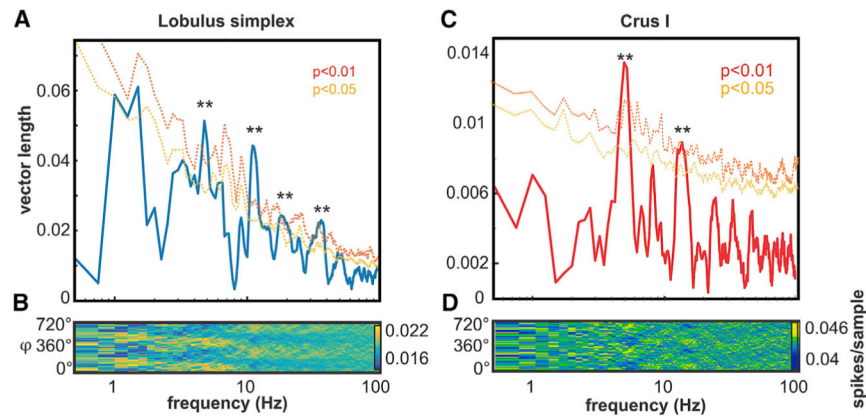 A Lobulus simplex
C Crus I
p<0.01
p<0.05
**
**
**
**
vector length
0.06
0.04
0.02
0
p<0.01
p<0.05
**
**
0.014
0.01
0.006
0.002
0
B
φ
720°
360°
0°
0.022
0.016
1 10 100
frequency (Hz)
D
720°
360°
0°
0.046
0.04
spikes/sample
1 10 100
frequency (Hz)